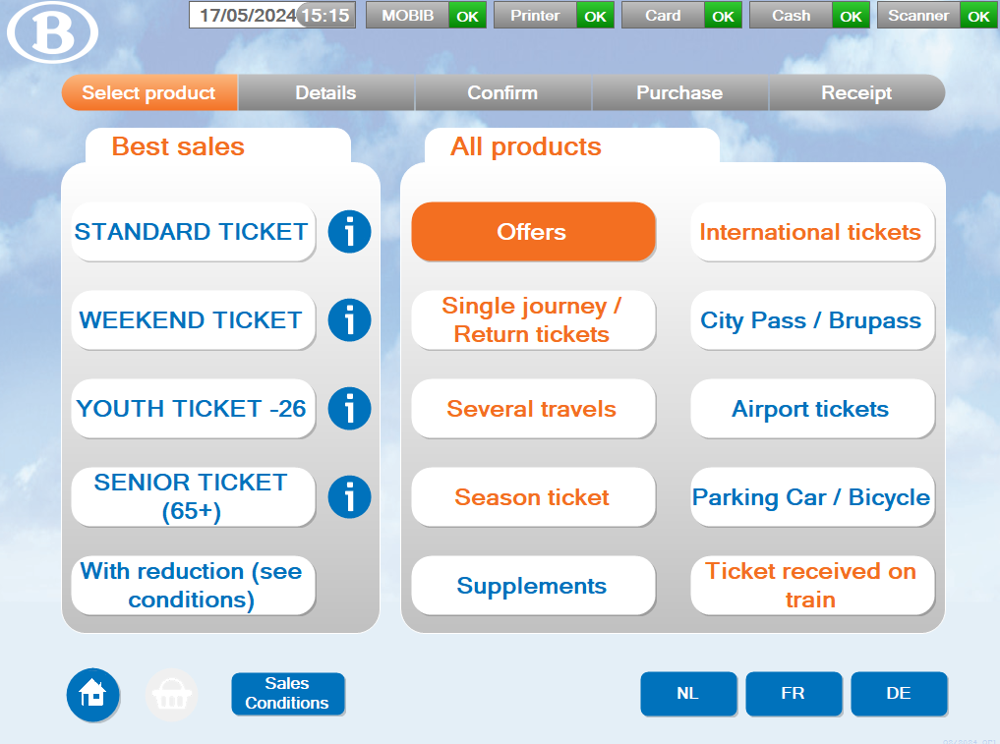 B
17/05/2024 15:15
MOBIB OK
Printer OK
Card OK
Cash OK
Scanner OK
Select product
Details
Confirm
Purchase
Receipt
Best sales
STANDARD TICKET i
WEEKEND TICKET i
YOUTH TICKET -26 i
SENIOR TICKET
(65+) i
With reduction (see
conditions)
All products
Offers
International tickets
Single journey /
Return tickets
City Pass / Brupass
Several travels
Airport tickets
Season ticket
Parking Car / Bicycle
Supplements
Ticket received on
train
Sales
Conditions
NL
FR
DE